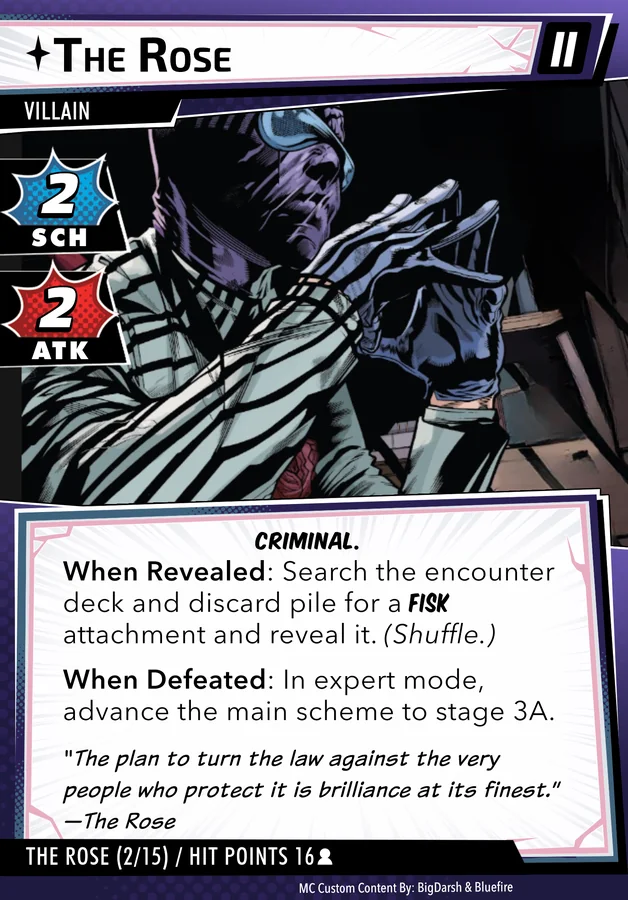 THE ROSE
II
VILLAIN
2
SCH
2
ATK
CRIMINAL.
When Revealed: Search the encounter
deck and discard pile for a FISK
attachment and reveal it. (Shuffle.)
When Defeated: In expert mode,
advance the main scheme to stage 3A.
"The plan to turn the law against the very
people who protect it is brilliance at its finest."
—The Rose
THE ROSE (2/15) / HIT POINTS 16
MC Custom Content By: BigDarsh & Bluefire